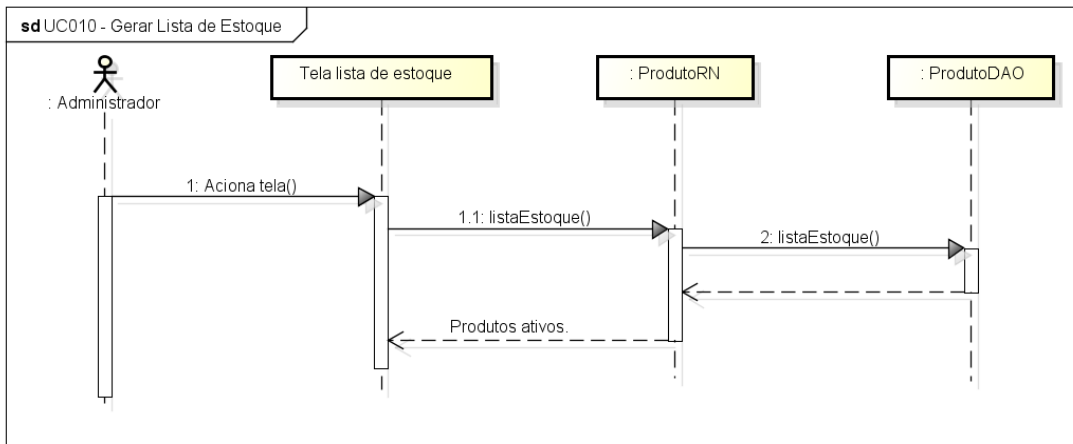 sd UC010 - Gerar Lista de Estoque
: Administrador
Tela lista de estoque
: ProdutoRN
: ProdutoDAO
1: Aciona tela()
1.1: listaEstoque()
2: listaEstoque()
Produtos ativos.